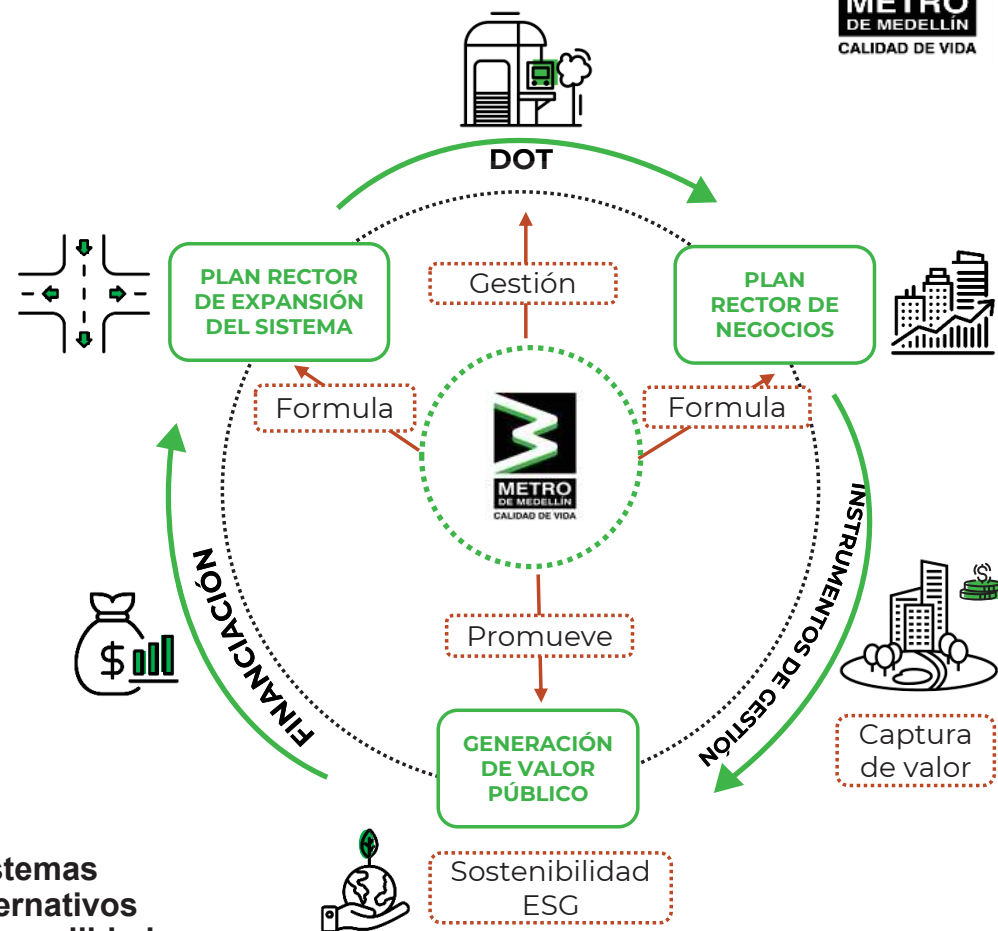 METRO
DE MEDELLÍN
CALIDAD DE VIDA
DOT
PLAN RECTOR
DE EXPANSIÓN
DEL SISTEMA
Gestión
PLAN
RECTOR DE
NEGOCIOS
Formula
Formula
METRO
DE MEDELLÍN
CALIDAD DE VIDA
INSTRUMENTOS DE GESTIÓN
FINANCIACIÓN
$
$
Promueve
GENERACIÓN
DE VALOR
PÚBLICO
Captura
de valor
Sostenibilidad
ESG
stemas
ernativos